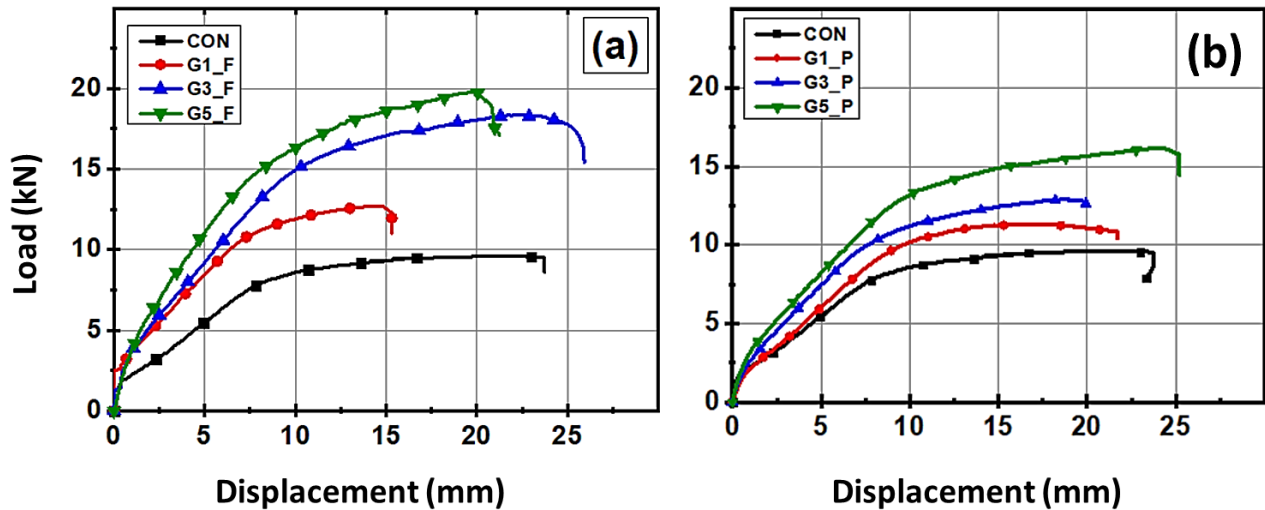 Load (kN)
(a)
CON
G1_F
G3_F
G5_F
20
15
10
5
0
0 5 10 15 20 25
Displacement (mm)
(b)
CON
G1_P
G3_P
G5_P
20
15
10
5
0
0 5 10 15 20 25
Displacement (mm)